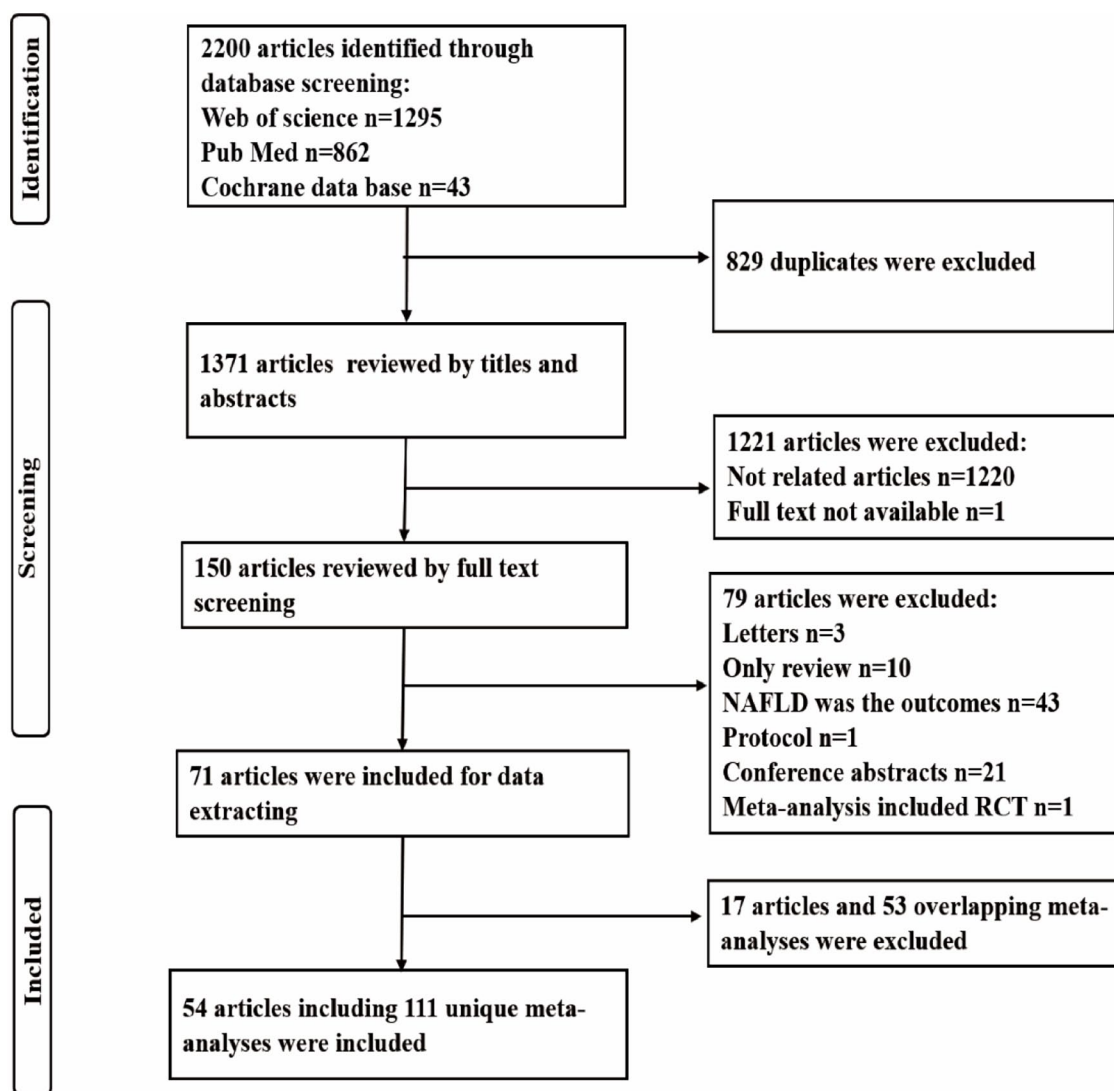 Identification
2200 articles identified through
database screening:
Web of science n=1295
Pub Med n=862
Cochrane data base n=43
829 duplicates were excluded
Screening
1371 articles reviewed by titles and
abstracts
1221 articles were excluded:
Not related articles n=1220
Full text not available n=1
150 articles reviewed by full text
screening
79 articles were excluded:
Letters n=3
Only review n=10
NAFLD was the outcomes n=43
Protocol n=1
Conference abstracts n=21
Meta-analysis included RCT n=1
71 articles were included for data
extracting
Included
17 articles and 53 overlapping meta-
analyses were excluded
54 articles including 111 unique meta-
analyses were included